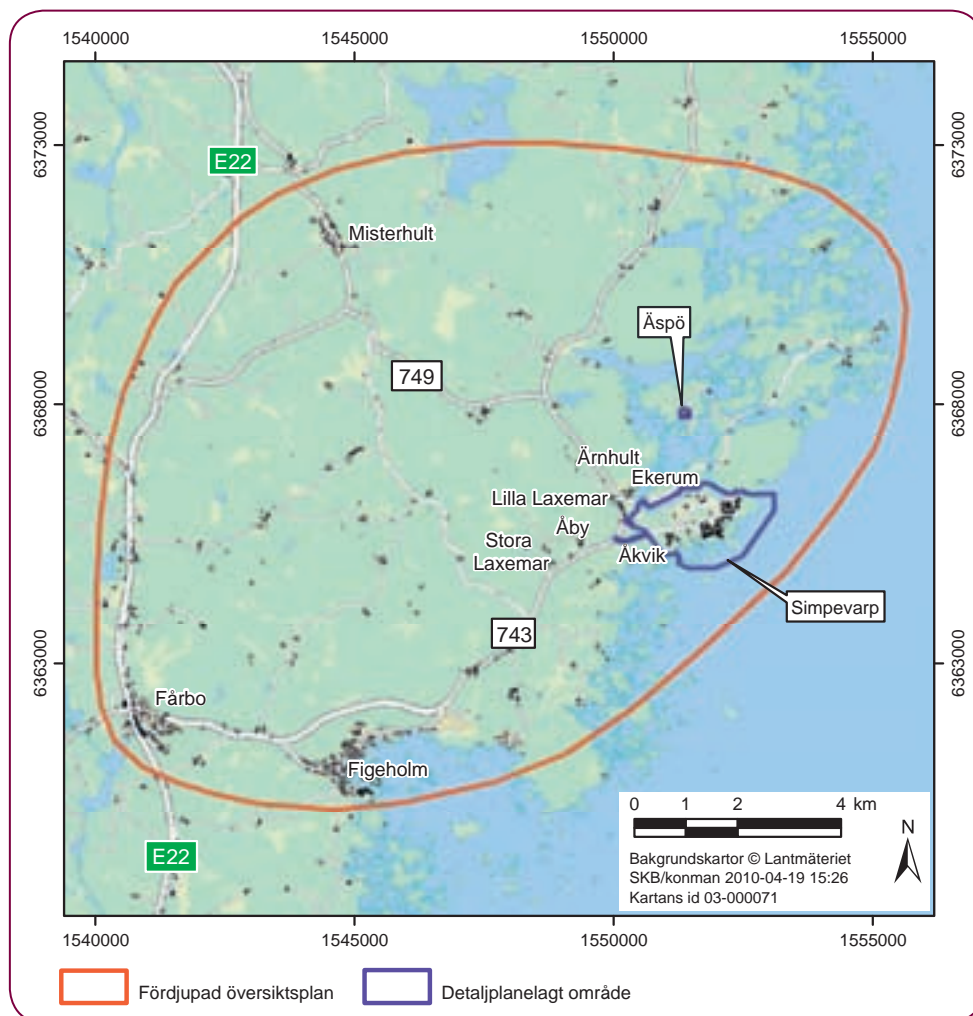 1540000 1545000 1550000 1555000
6373000 6373000
E22
Misterhult
Äspö
749
6368000 6368000
Ärnhult
Ekerum
Lilla Laxemar
Åby
Stora
Laxemar
Åkvik
Simpevarp
743
6363000 6363000
Fårbo
Figeholm
0 1 2 4 km
N
Bakgrundskartor © Lantmäteriet
SKB/konman 2010-04-19 15:26
Kartans id 03-000071
E22
1540000 1545000 1550000 1555000
Fördjupad översiktsplan Detaljplanelagt område